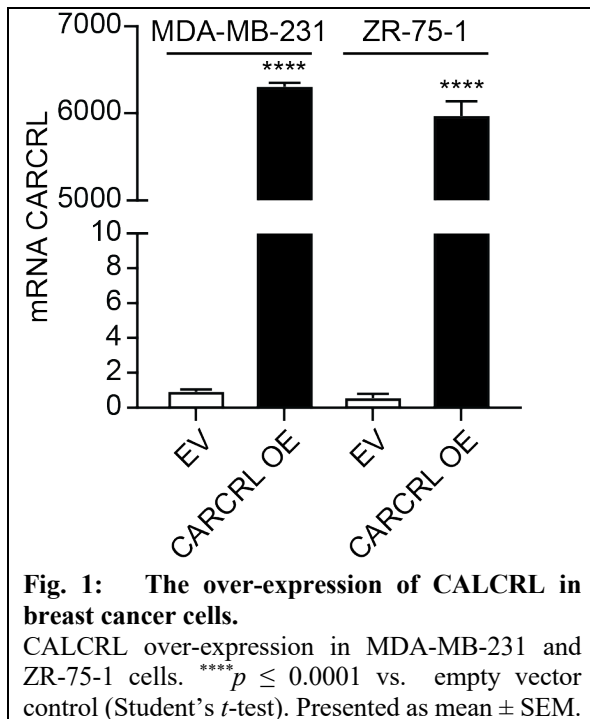 MDA-MB-231 ZR-75-1
7000
**** ****
6000
5000
mRNA CARCRL
10
8
6
4
2
0
EV CARCRL OE EV CARCRL OE
Fig. 1: The over-expression of CALCRL in
breast cancer cells.
CALCRL over-expression in MDA-MB-231 and
ZR-75-1 cells. ****p ≤ 0.0001 vs. empty vector
control (Student's t-test). Presented as mean ± SEM.